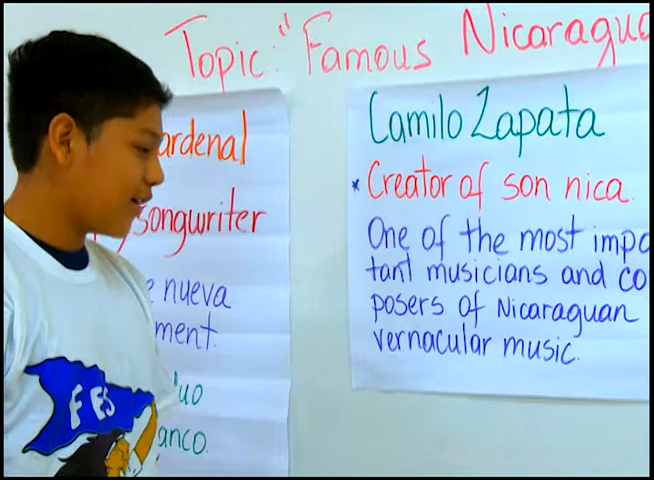 Topic: "Famous Nicaragua
ardenal
songwriter
nueva
ment.
uo
anco.
Camilo Zapata
* Creator of son nica.
One of the most impo
tant musicians and co
posers of Nicaraguan
vernacular music.
FES